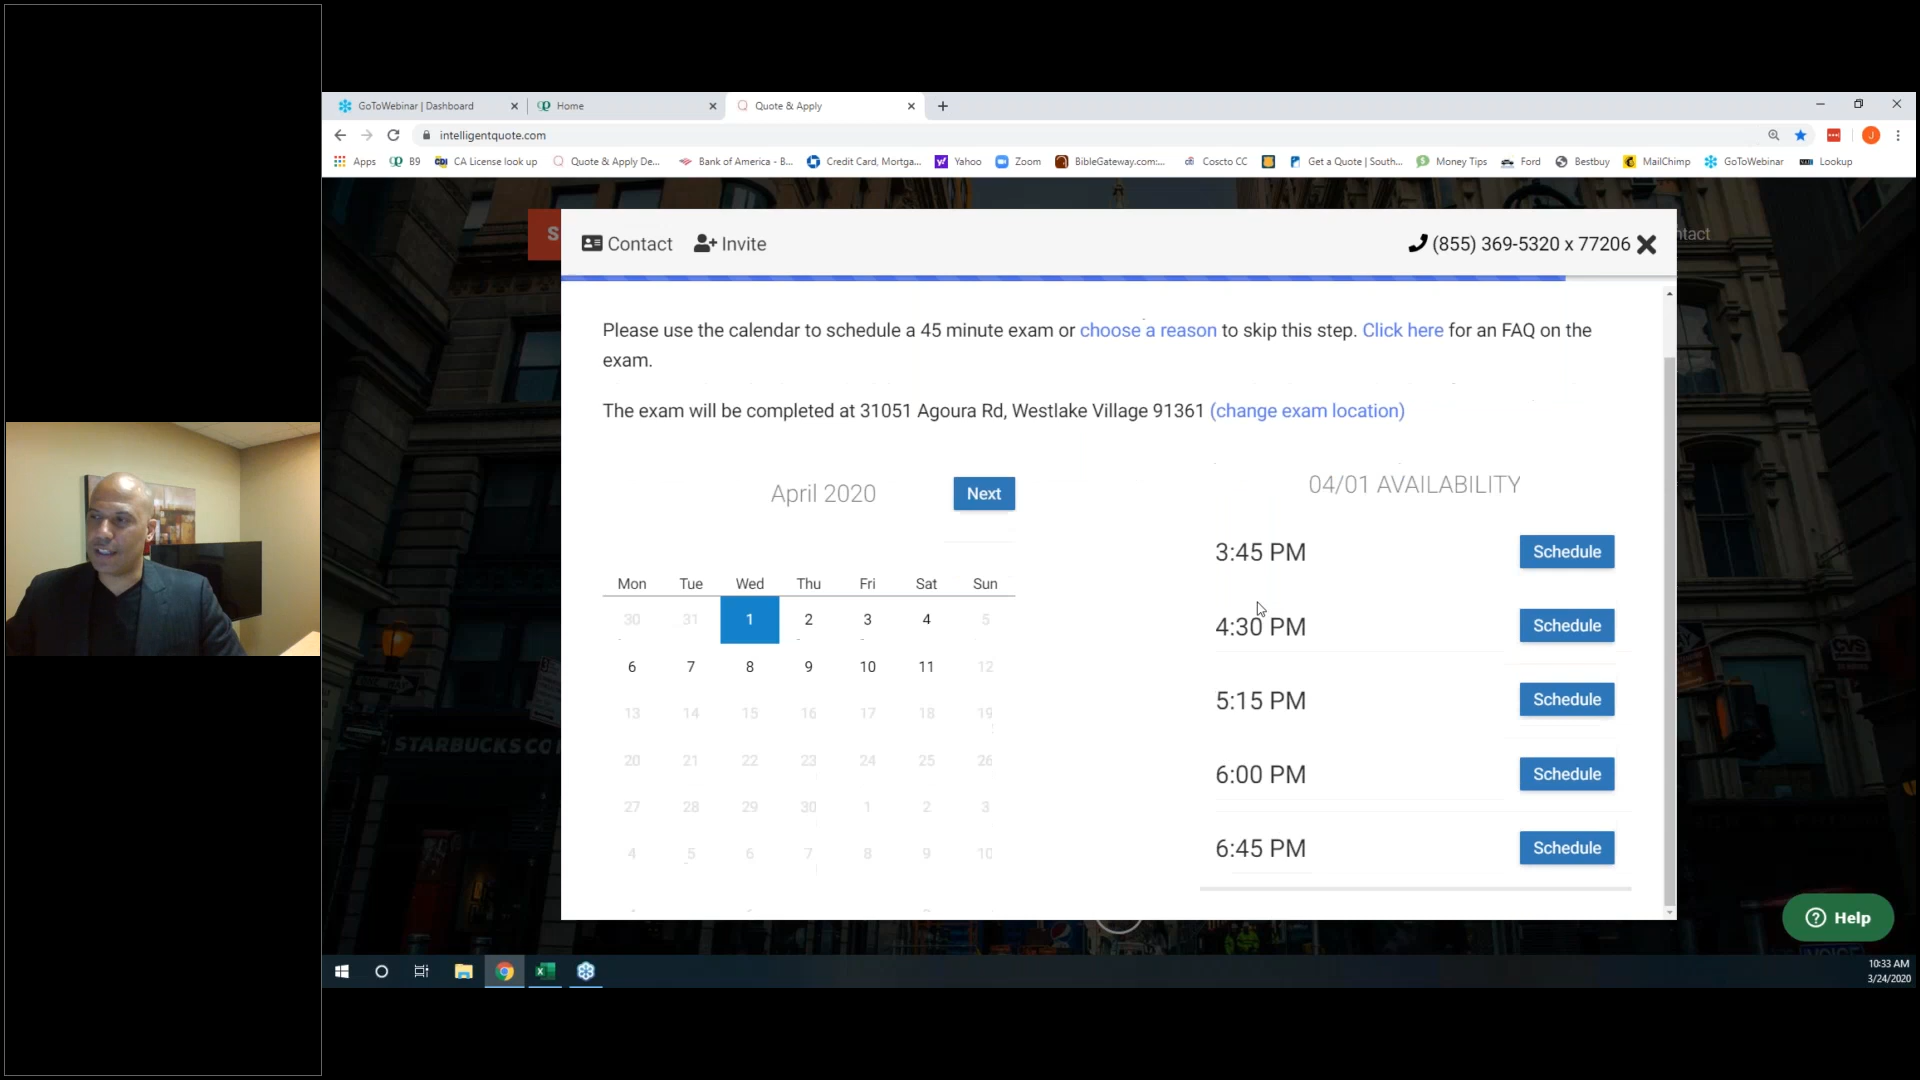 GoToWebinar | Dashboard
Home
Quote & Apply
intelligentquote.com
Apps
B9
CA License look up
Quote & Apply De...
Bank of America - B...
Credit Card, Mortga...
Yahoo
Zoom
BibleGateway.com:...
Coscto CC
Get a Quote | South...
Money Tips
Ford
Bestbuy
MailChimp
GoToWebinar
Lookup
S
Contact
Invite
(855) 369-5320 x 77206
ntact
Please use the calendar to schedule a 45 minute exam or choose a reason to skip this step. Click here for an FAQ on the
exam.
The exam will be completed at 31051 Agoura Rd, Westlake Village 91361 (change exam location)
April 2020
Next
Mon Tue Wed Thu Fri Sat Sun
30 31 1 2 3 4 5
6 7 8 9 10 11 12
13 14 15 16 17 18 19
20 21 22 23 24 25 26
27 28 29 30 1 2 3
4 5 6 7 8 9 10
04/01 AVAILABILITY
3:45 PM Schedule
4:30 PM Schedule
5:15 PM Schedule
6:00 PM Schedule
6:45 PM Schedule
STARBUCKS CO
CVS
Help
10:33 AM
3/24/2020